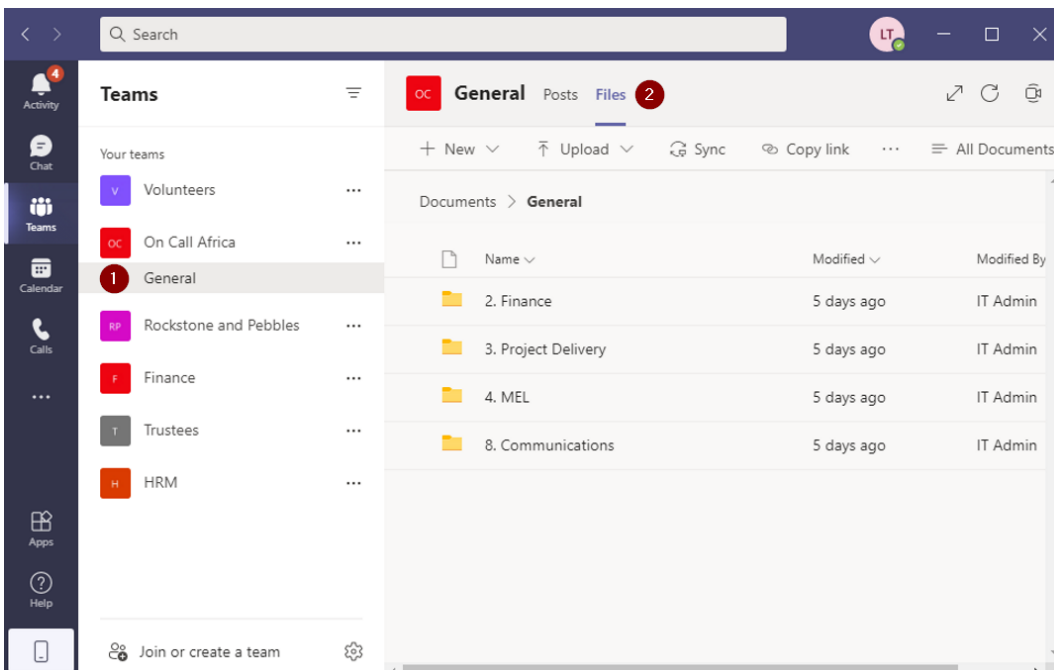 Search
LT
4
Activity
Chat
Teams
Calendar
Calls
Apps
Help
Teams
Your teams
V Volunteers
OC On Call Africa
1 General
RP Rockstone and Pebbles
F Finance
T Trustees
H HRM
Join or create a team
OC General Posts Files 2
New Upload Sync Copy link ... All Documents
Documents > General
Name Modified Modified By
2. Finance 5 days ago IT Admin
3. Project Delivery 5 days ago IT Admin
4. MEL 5 days ago IT Admin
8. Communications 5 days ago IT Admin